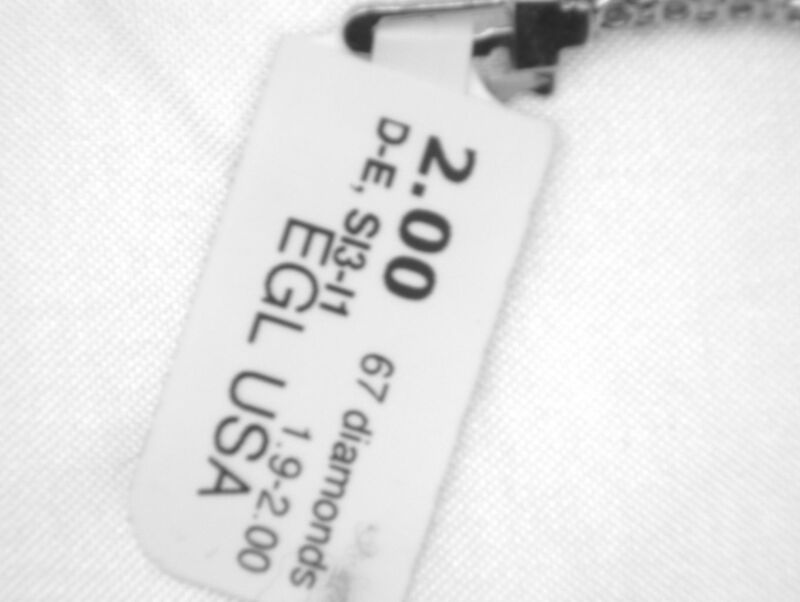 2.00
D-E, SI3-I1
67 diamonds
EGL USA
1.9-2.00